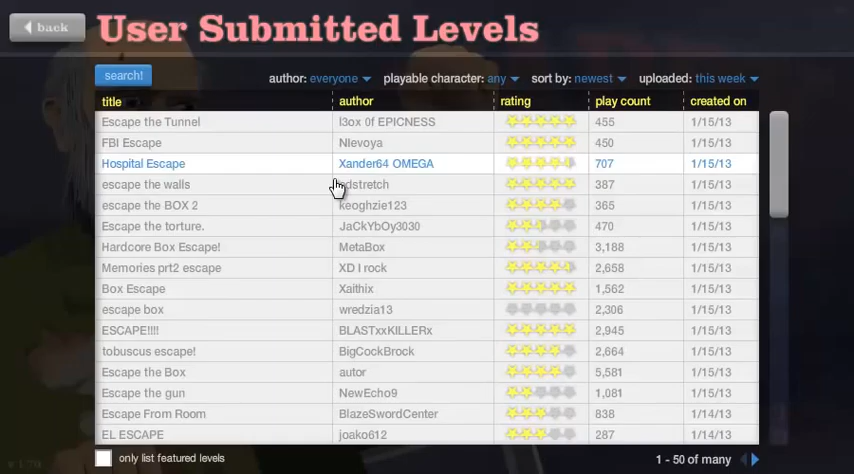 back
User Submitted Levels
search!
author: everyone playable character: any sort by: newest uploaded: this week
title author rating play count created on
Escape the Tunnel l3ox 0f EPICNESS 455 1/15/13
FBI Escape Nlevoya 450 1/15/13
Hospital Escape Xander64 OMEGA 707 1/15/13
escape the walls dstretch 387 1/15/13
escape the BOX 2 keoghzie123 365 1/15/13
Escape the torture. JaCkYbOy3030 470 1/15/13
Hardcore Box Escape! MetaBox 3,188 1/15/13
Memories prt2 escape XD I rock 2,658 1/15/13
Box Escape Xaithix 1,562 1/15/13
escape box wredzia13 2,306 1/15/13
ESCAPE!!!! BLASTxxKILLERx 2,945 1/15/13
tobuscus escape! BigCockBrock 2,664 1/15/13
Escape the Box autor 5,581 1/15/13
Escape the gun NewEcho9 1,081 1/15/13
Escape From Room BlazeSwordCenter 838 1/14/13
EL ESCAPE joako612 287 1/14/13
only list featured levels 1 - 50 of many